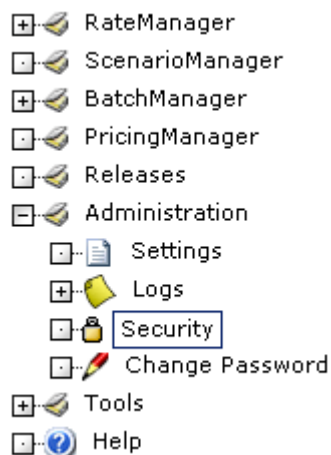 RateManager
ScenarioManager
BatchManager
PricingManager
Releases
Administration
Settings
Logs
Security
Change Password
Tools
Help